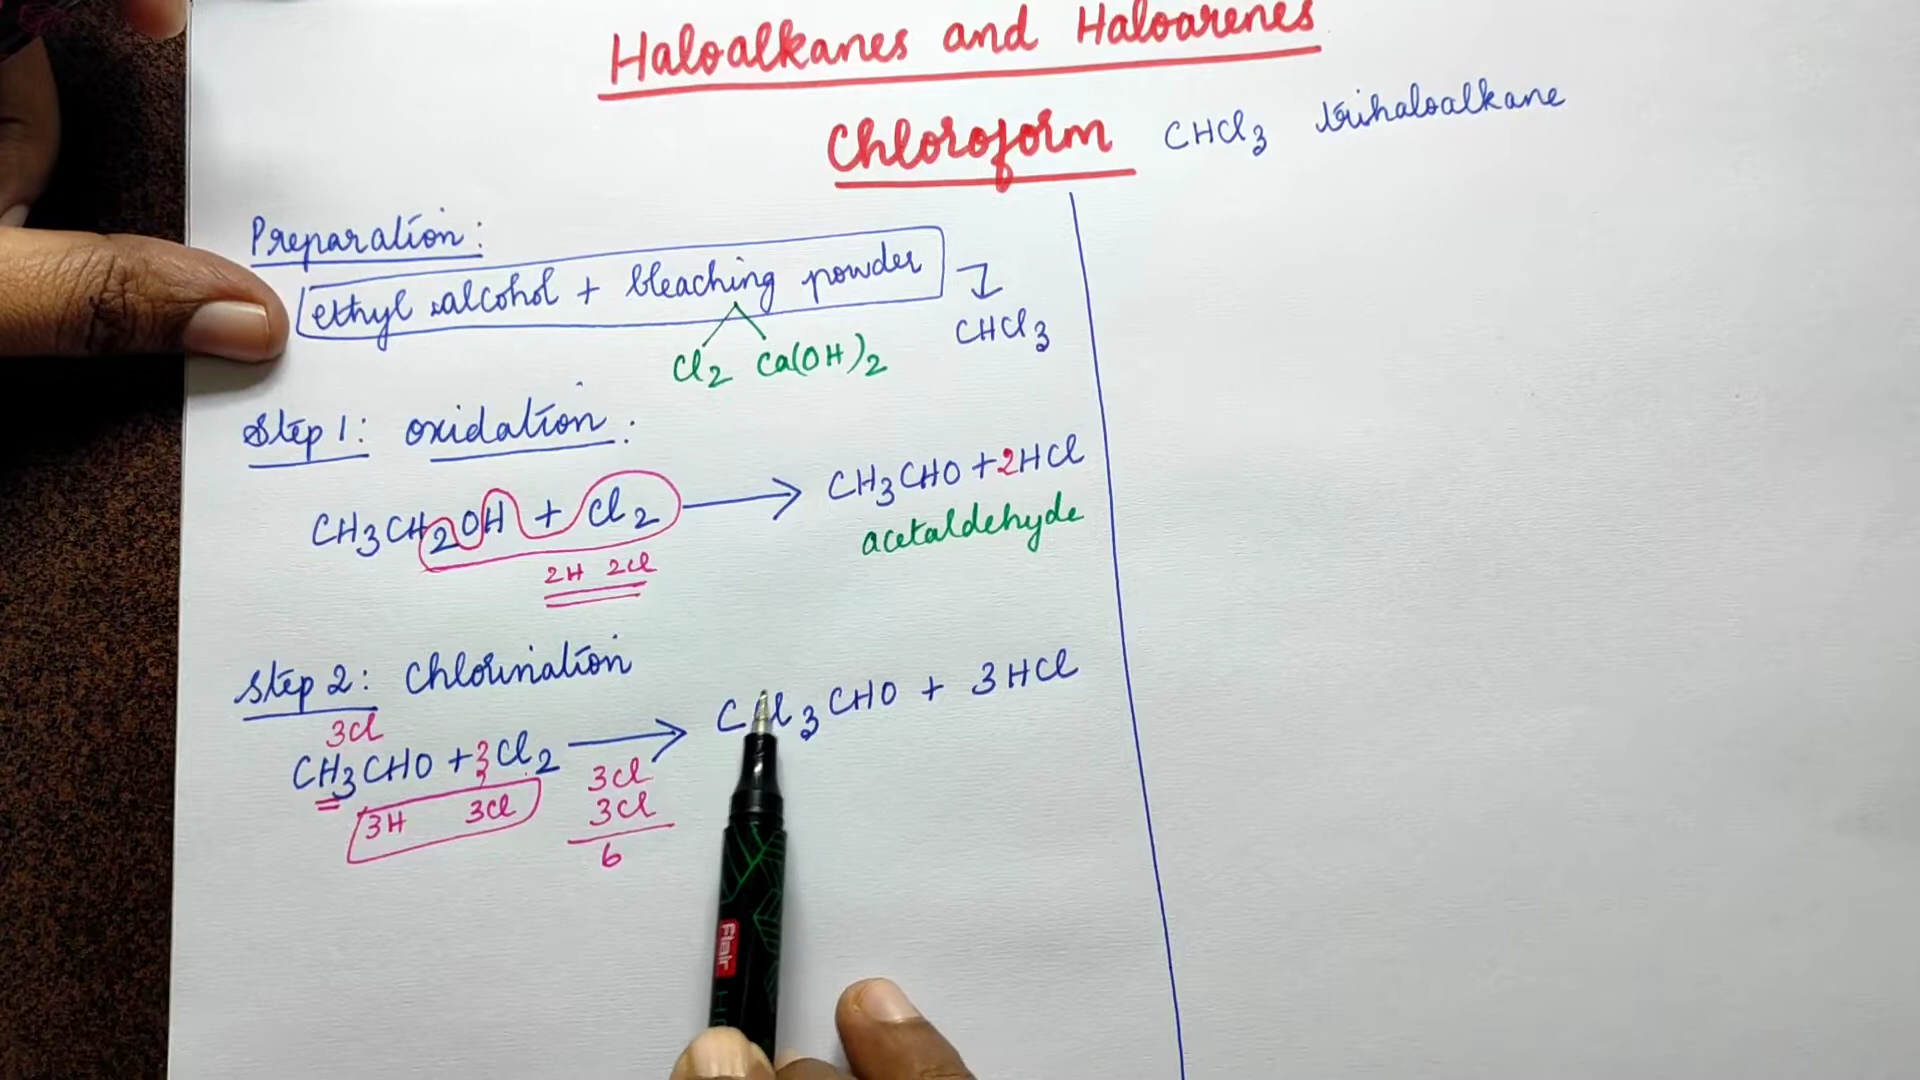 Haloalkanes and Haloarenes
Chloroform CHCl3 trihaloalkane
Preparation:
ethyl alcohol + bleaching powder
CHCl3
Cl2 Ca(OH)2
Step 1: oxidation:
CH3CH2OH + Cl2 → CH3CHO + 2HCl
acetaldehyde
2H 2Cl
Step 2: Chlorination
3Cl
CH3CHO + 3Cl2 → CCl3CHO + 3HCl
3H 3Cl
3Cl
3Cl
6
Flair